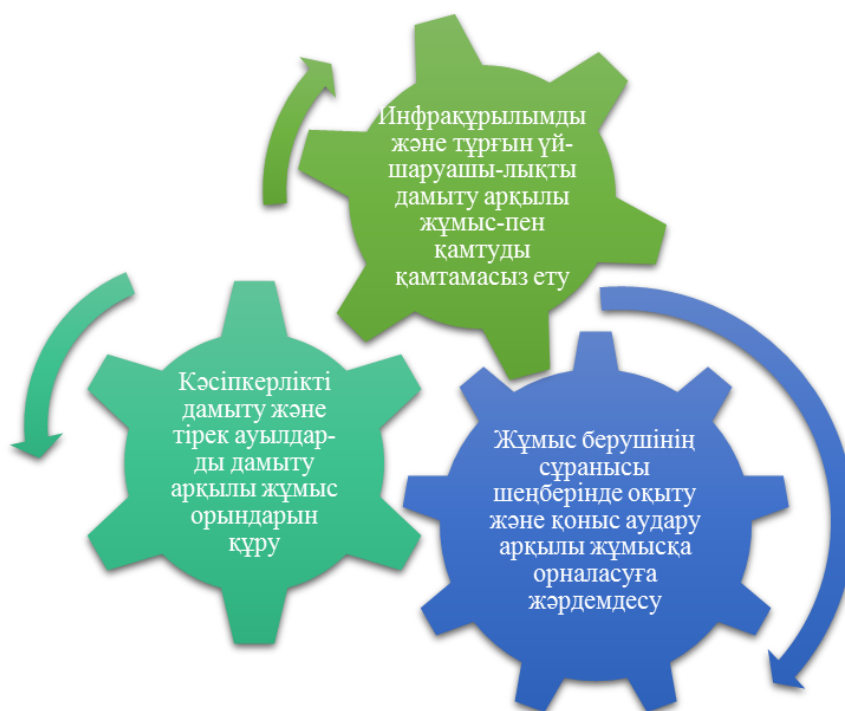 Инфрақұрылымды
және тұрғын үй-
шаруашы-лықты
дамыту арқылы
жұмыс-пен
қамтуды
қамтамасыз ету
Кәсіпкерлікті
дамыту және
тірек ауылдар-
ды дамыту
арқылы жұмыс
орындарын
құру
Жұмыс берушінің
сұранысы
шеңберінде оқыту
және қоныс аудару
арқылы жұмысқа
орналасуға
жәрдемдесу